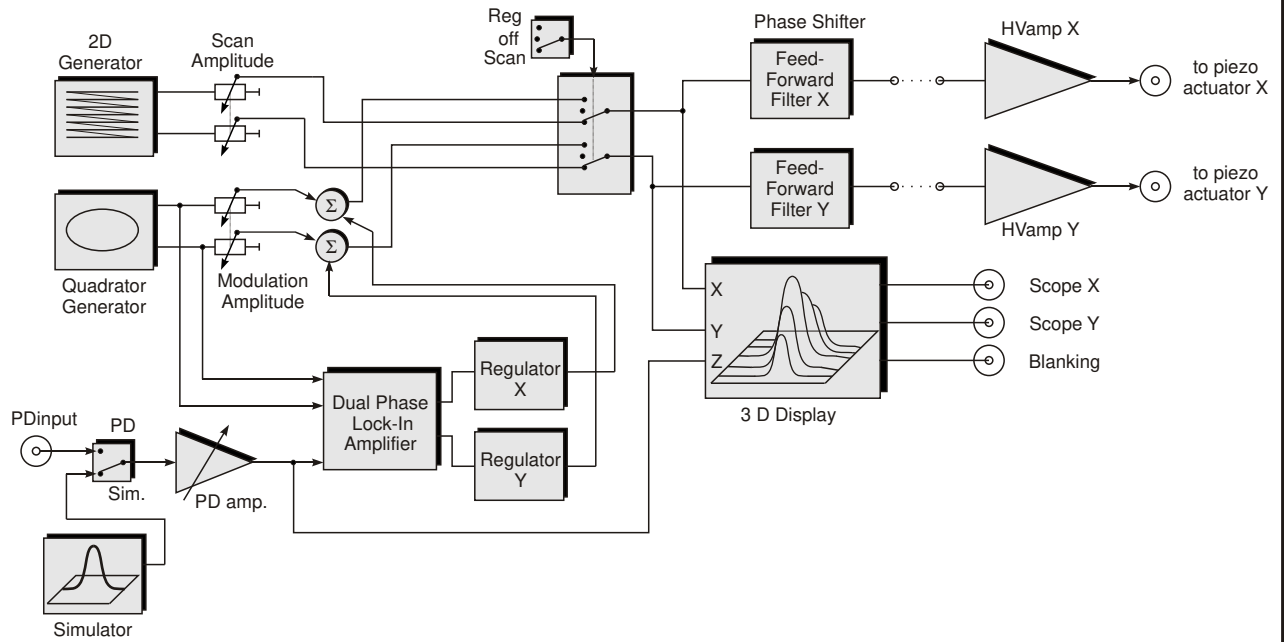 2D
Generator
Scan
Amplitude
Reg
off
Scan
Phase Shifter
Feed-
Forward
Filter X
HVamp X
to piezo
actuator X
Feed-
Forward
Filter Y
HVamp Y
to piezo
actuator Y
Σ
Σ
Quadrator
Generator
Modulation
Amplitude
X
Y
Z
3 D Display
Scope X
Scope Y
Blanking
Regulator
X
Regulator
Y
Dual Phase
Lock-In
Amplifier
PDinput
PD
Sim.
PD amp.
Simulator